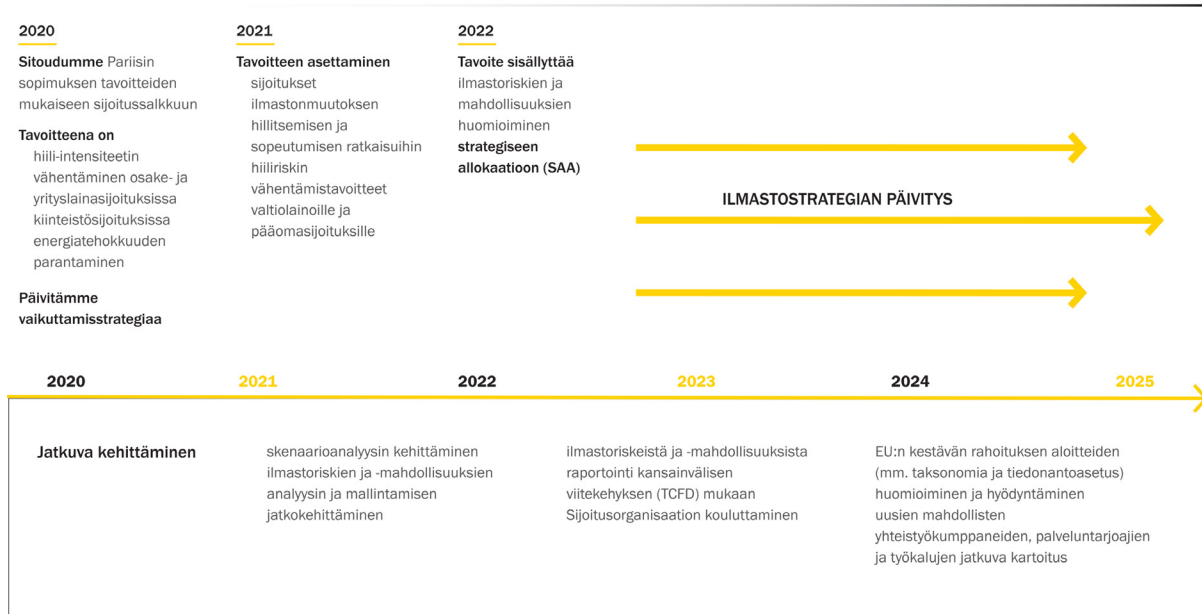 2020
Sitoudumme Pariisin
sopimuksen tavoitteiden
mukaiseen sijoitussalkkuun
Tavoitteena on
hiili-intensiteetin
vähentäminen osake- ja
yrityslainasijoituksissa
kiinteistösijoituksissa
energiatehokkuuden
parantaminen
Päivitämme
vaikuttamisstrategiaa
2021
Tavoitteen asettaminen
sijoitukset
ilmastonmuutoksen
hillitsemisen ja
sopeutumisen ratkaisuihin
hiiliriskin
vähentämistavoitteet
valtiolainoille ja
pääomasijoituksille
2022
Tavoite sisällyttää
ilmastoriskien ja
mahdollisuuksien
huomioiminen
strategiseen
allokaatioon (SAA)
ILMASTOSTRATEGIAN PÄIVITYS
2020 2021 2022 2023 2024 2025
Jatkuva kehittäminen
skenaarioanalyysin kehittäminen
ilmastoriskien ja -mahdollisuuksien
analyysin ja mallintamisen
jatkokehittäminen
ilmastoriskeistä ja -mahdollisuuksista
raportointi kansainvälisen
viitekehyksen (TCFD) mukaan
Sijoitusorganisaation kouluttaminen
EU:n kestävän rahoituksen aloitteiden
(mm. taksonomia ja tiedonantoasetus)
huomioiminen ja hyödyntäminen
uusien mahdollisten
yhteistyökumppaneiden, palveluntarjoajien
ja työkalujen jatkuva kartoitus